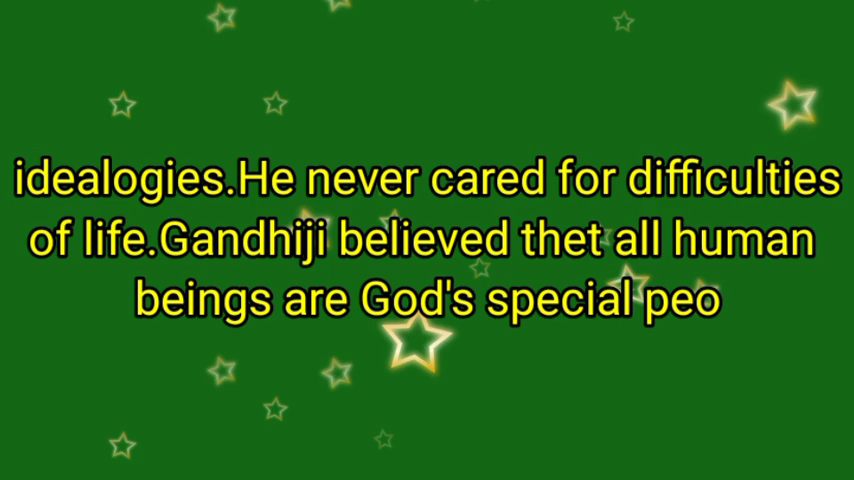 idealogies.He never cared for difficulties
of life.Gandhiji believed thet all human
beings are God's special peo